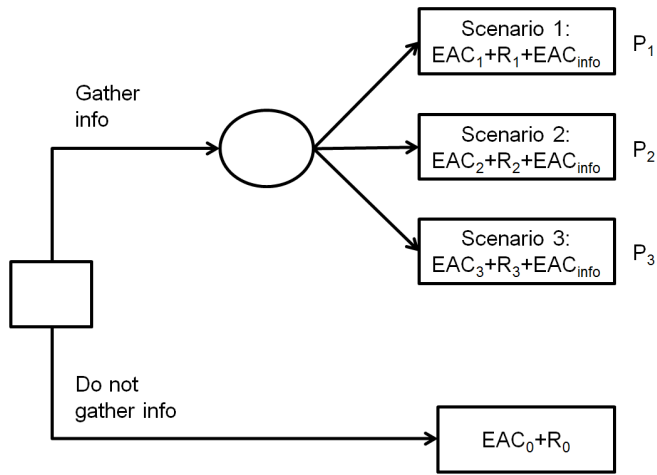 Scenario 1:
EAC₁+R₁+EACinfo
P₁
Gather
info
Scenario 2:
EAC₂+R₂+EACinfo
P₂
Scenario 3:
EAC₃+R₃+EACinfo
P₃
Do not
gather info
EAC₀+R₀